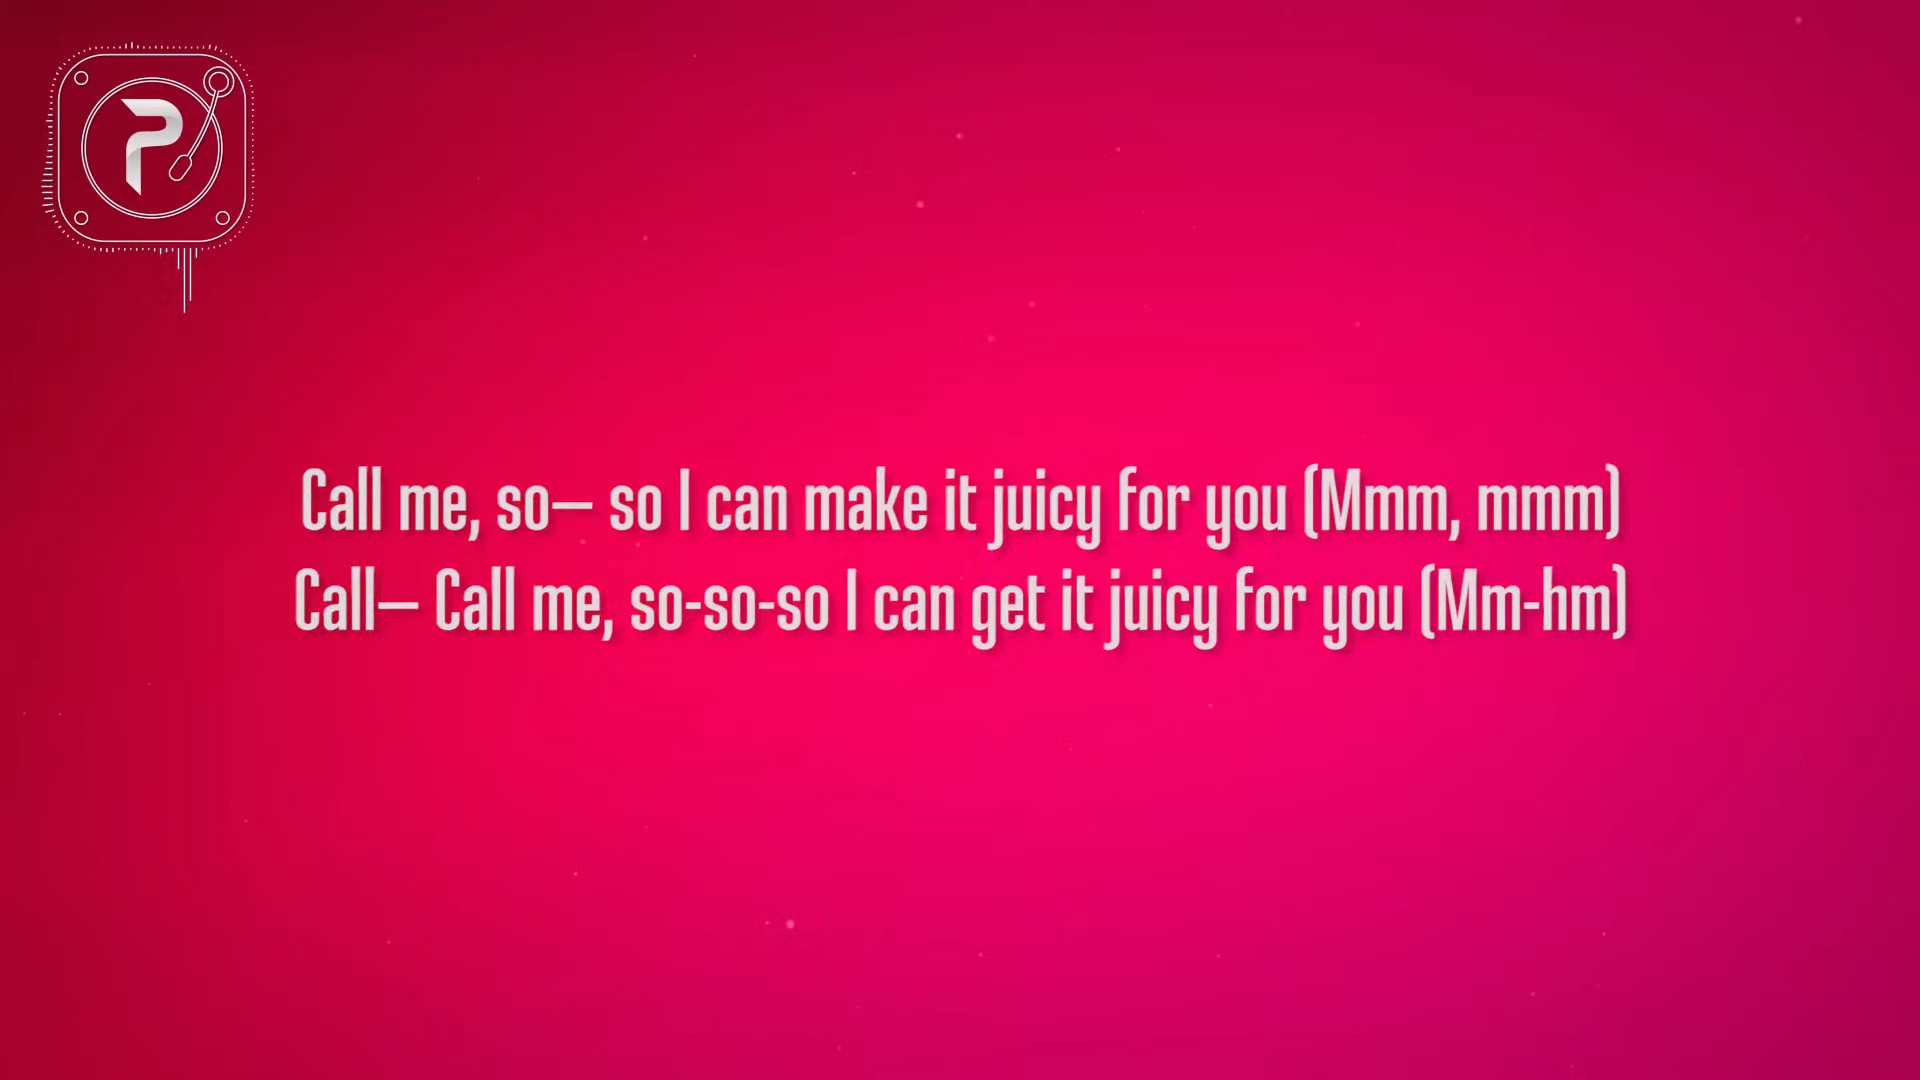 P
Call me, so— so I can make it juicy for you (Mmm, mmm)
Call— Call me, so-so-so I can get it juicy for you (Mm-hm)